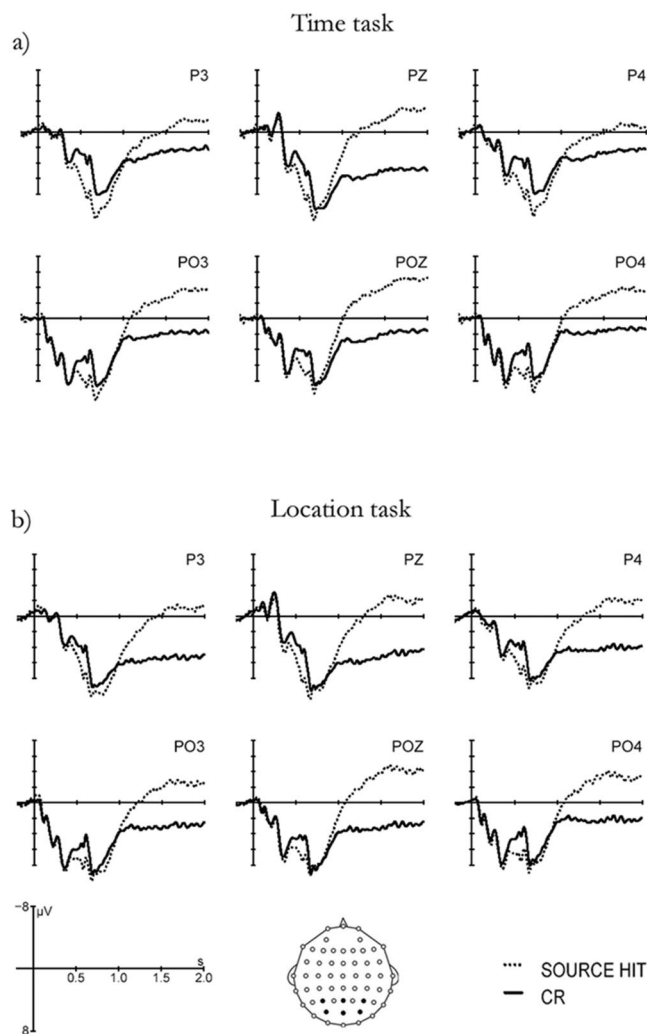 Time task
a)
P3 PZ P4
PO3 POZ PO4
Location task
b)
P3 PZ P4
PO3 POZ PO4
−8
µV
s
0.5 1.0 1.5 2.0
8
SOURCE HIT
CR